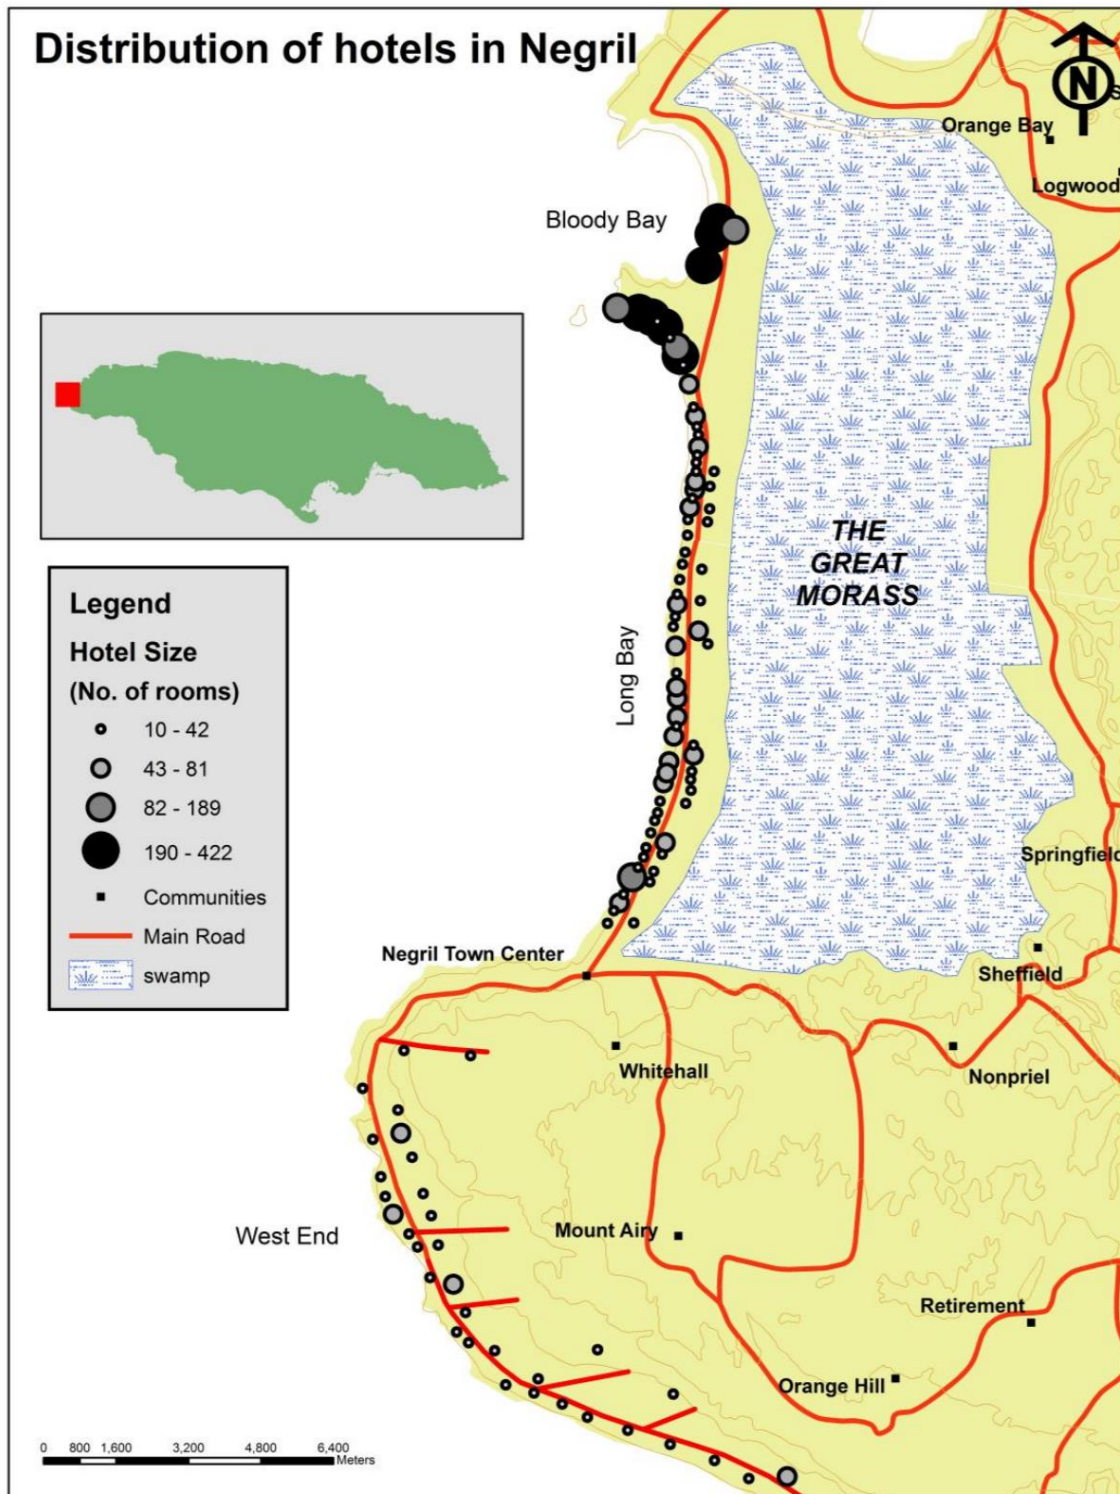 Distribution of hotels in Negril
N
Orange Bay
Logwood
Bloody Bay
THE
GREAT
MORASS
Legend
Hotel Size
(No. of rooms)
10 - 42
43 - 81
82 - 189
190 - 422
Communities
Main Road
swamp
Long Bay
Springfield
Negril Town Center
Sheffield
Whitehall
Nonpriel
West End
Mount Airy
Retirement
Orange Hill
0 800 1,600 3,200 4,800 6,400
Meters